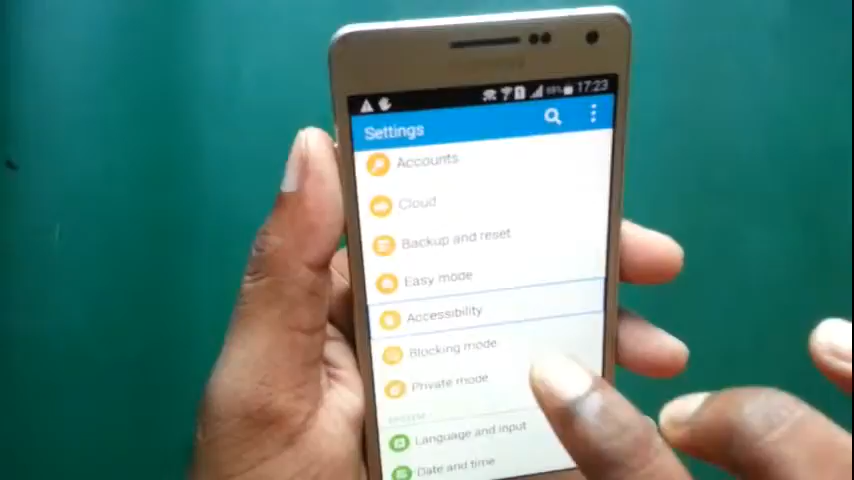 17:23
Settings
Accounts
Cloud
Backup and reset
Easy mode
Accessibility
Blocking mode
Private mode
SYSTEM
Language and input
Date and time